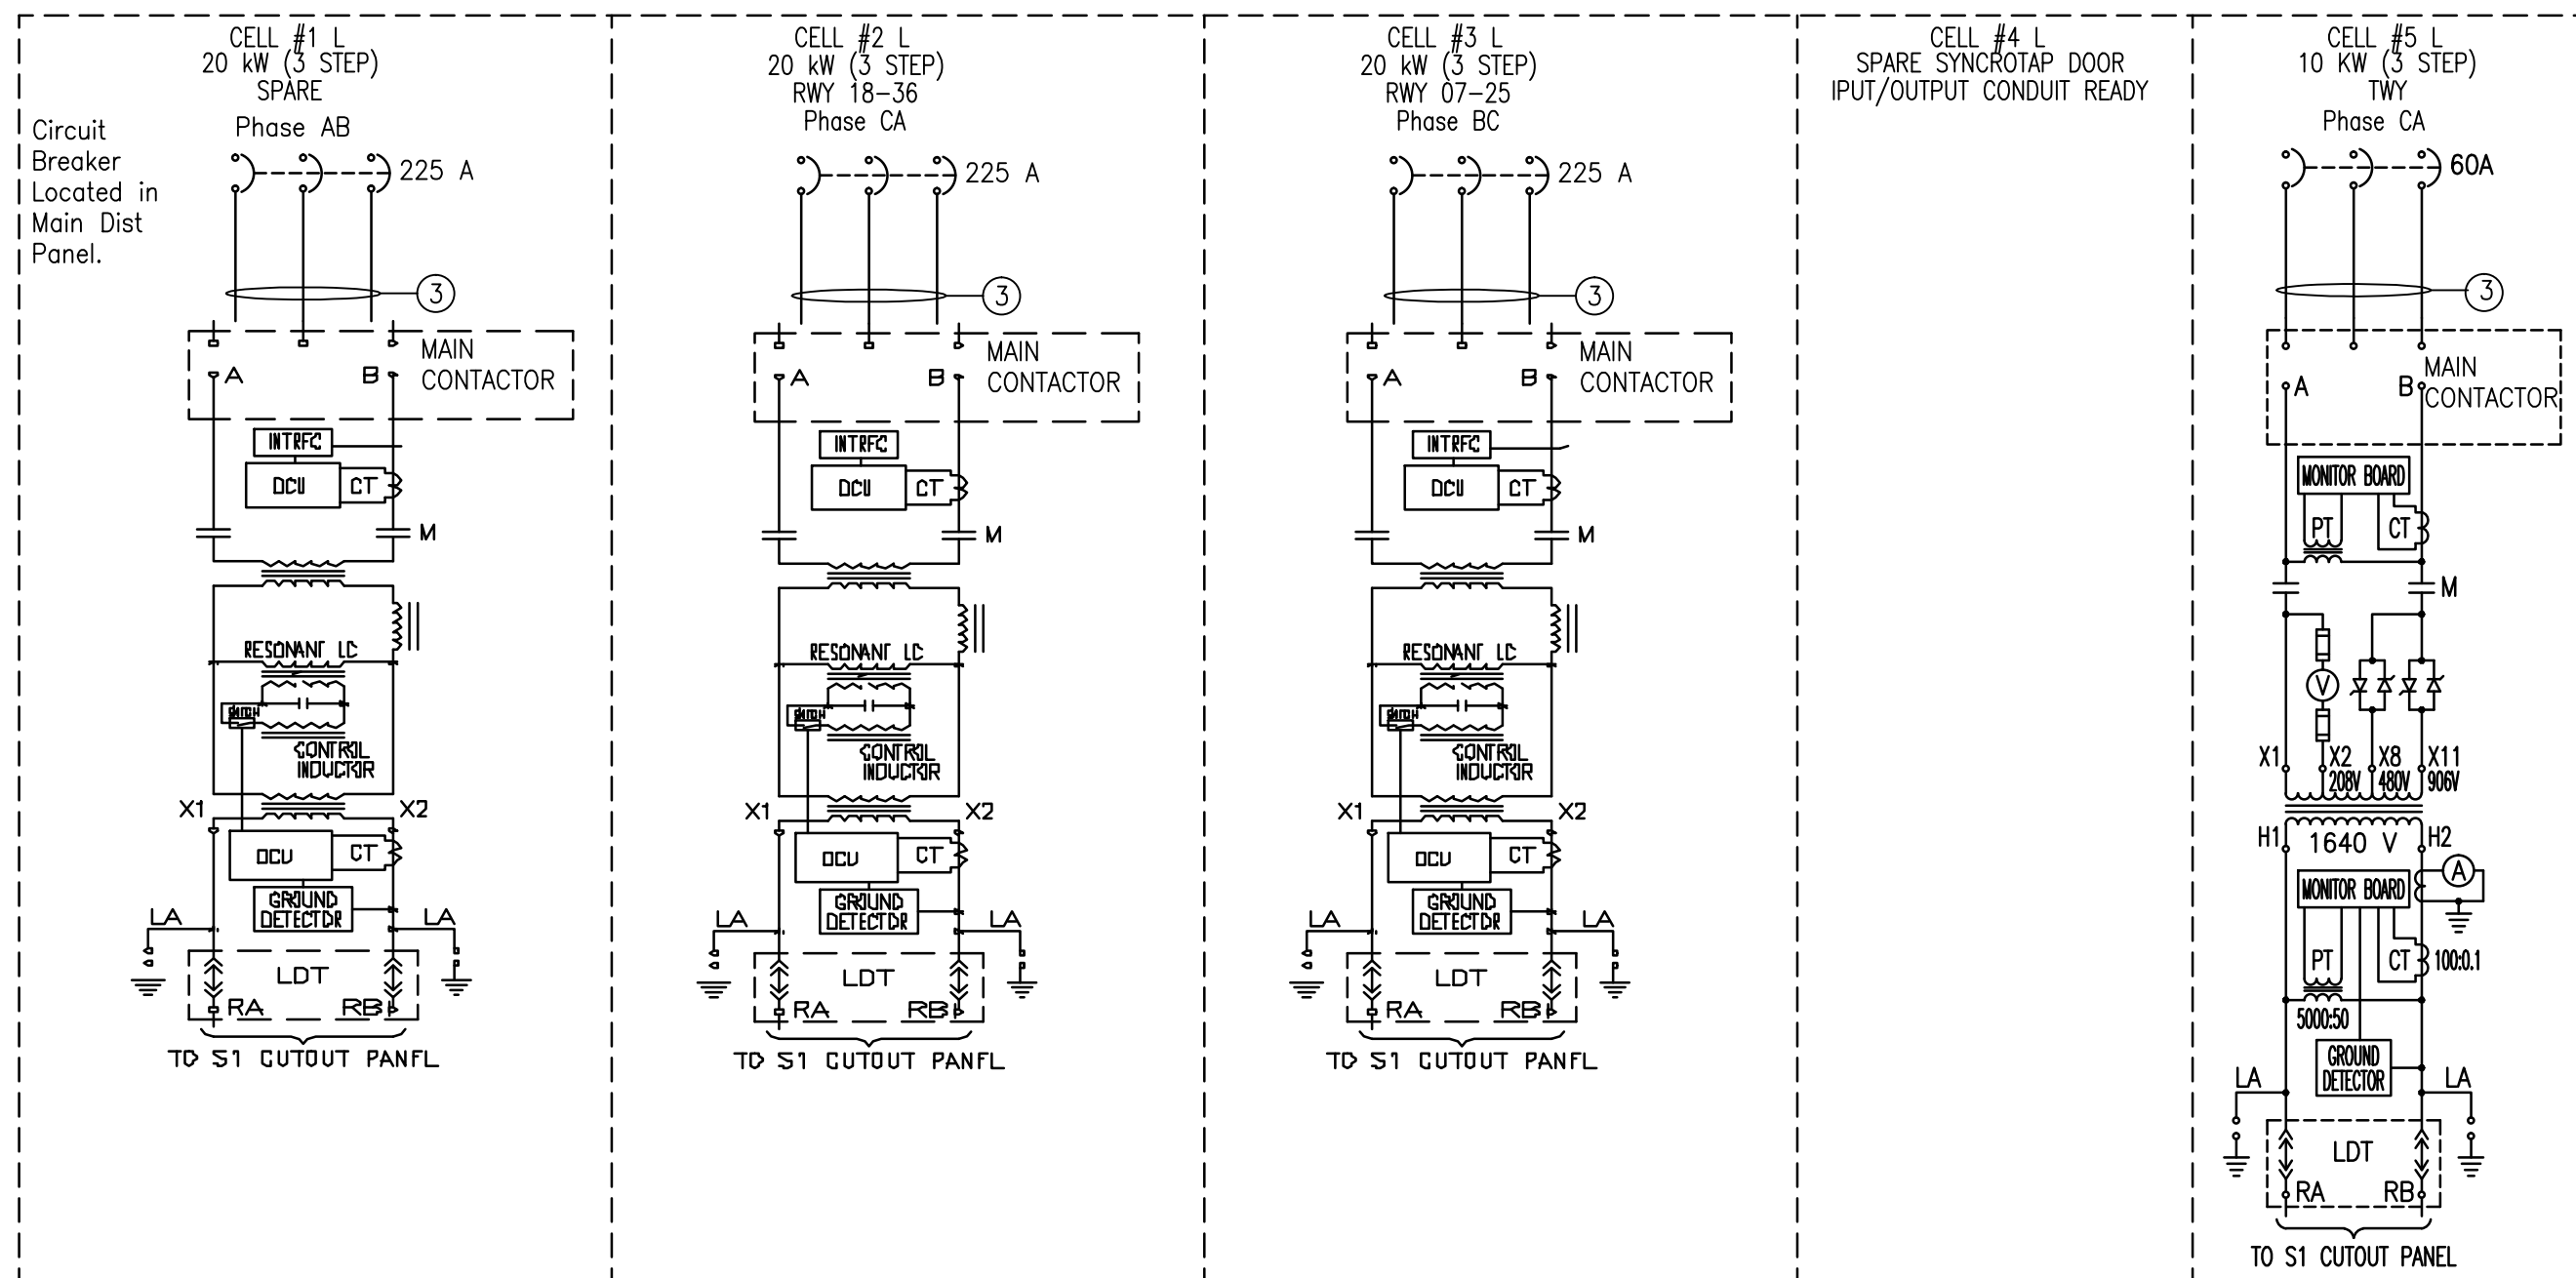 CELL #1 L
20 kW (3 STEP)
SPARE
Phase AB
Circuit
Breaker
Located in
Main Dist
Panel.
225 A
3
MAIN
CONTACTOR
A
B
INTRFC
DCU
CT
M
RESONANT LC
SWITCH
CONTROL
INDUCTOR
X1
X2
DCU
CT
GROUND
DETECTOR
LA
LA
LDT
RA
RB
TO S1 CUTOUT PANEL
CELL #2 L
20 kW (3 STEP)
RWY 18-36
Phase CA
225 A
3
MAIN
CONTACTOR
A
B
INTRFC
DCU
CT
M
RESONANT LC
SWITCH
CONTROL
INDUCTOR
X1
X2
DCU
CT
GROUND
DETECTOR
LA
LA
LDT
RA
RB
TO S1 CUTOUT PANEL
CELL #3 L
20 kW (3 STEP)
RWY 07-25
Phase BC
225 A
3
MAIN
CONTACTOR
A
B
INTRFC
DCU
CT
M
RESONANT LC
SWITCH
CONTROL
INDUCTOR
X1
X2
DCU
CT
GROUND
DETECTOR
LA
LA
LDT
RA
RB
TO S1 CUTOUT PANEL
CELL #4 L
SPARE SYNCROTAP DOOR
IPUT/OUTPUT CONDUIT READY
CELL #5 L
10 KW (3 STEP)
TWY
Phase CA
60A
3
MAIN
CONTACTOR
A
B
MONITOR BOARD
PT
CT
M
V
X1
X2
X8
X11
208V
480V
906V
H1
1640 V
H2
MONITOR BOARD
A
PT
CT
100:0.1
5000:50
GROUND
DETECTOR
LA
LA
LDT
RA
RB
TO S1 CUTOUT PANEL